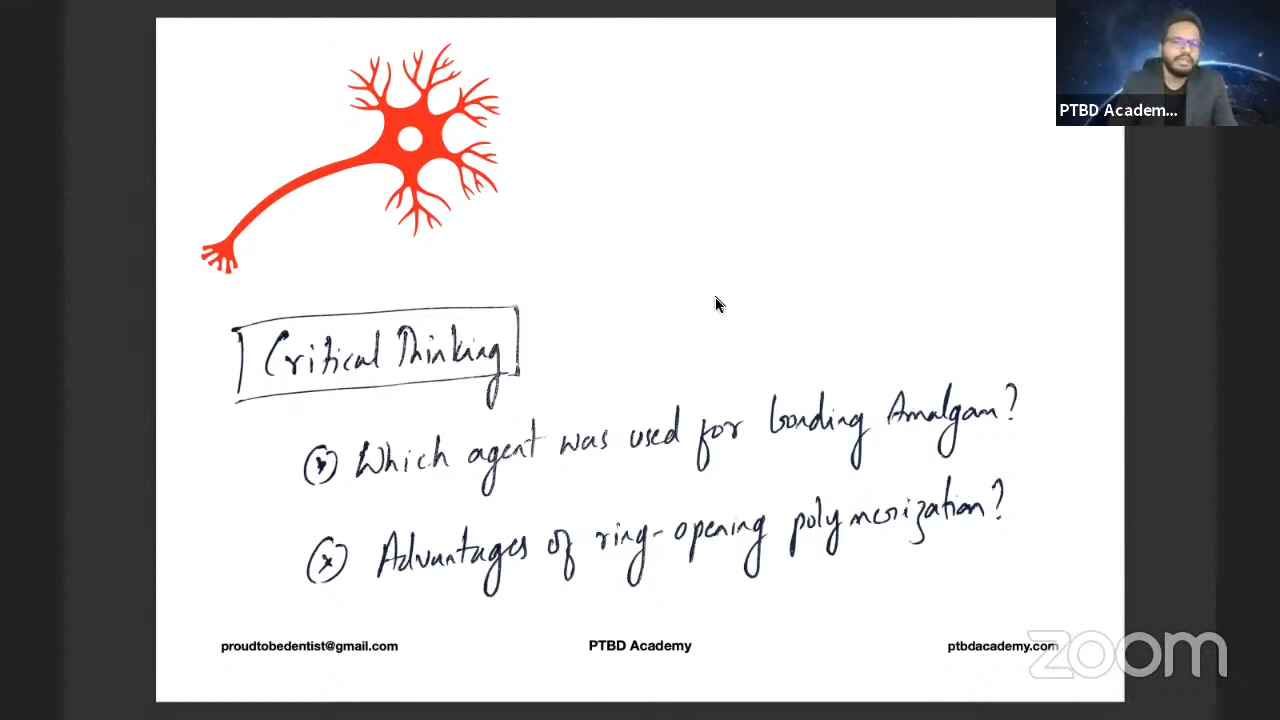 PTBD Academ...
Critical Thinking
Which agent was used for bonding Amalgam?
Advantages of ring-opening polymerization?
proudtobedentist@gmail.com
PTBD Academy
ptbdacademy.com
zoom